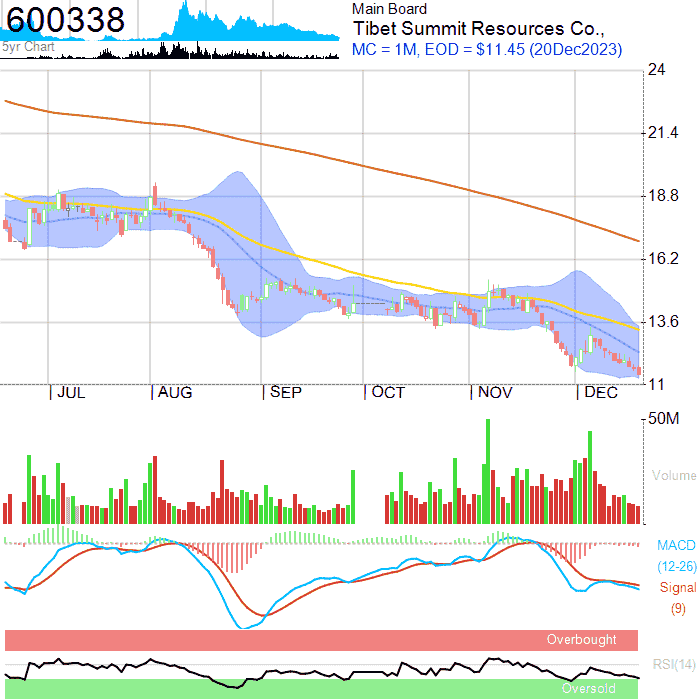 600338
5yr Chart
Main Board
Tibet Summit Resources Co.,
MC = 1M, EOD = $11.45 (20Dec2023)
24
21.4
18.8
16.2
13.6
11
JUL AUG SEP OCT NOV DEC
50M
Volume
MACD
(12-26)
Signal
(9)
Overbought
RSI(14)
Oversold